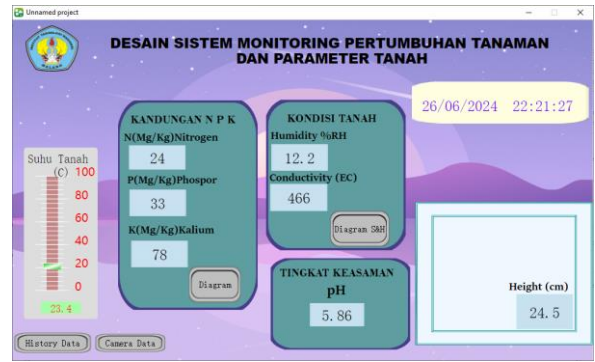 Unnamed project
DESAIN SISTEM MONITORING PERTUMBUHAN TANAMAN
DAN PARAMETER TANAH
26/06/2024 22:21:27
Suhu Tanah
(C)
100
80
60
40
20
0
23.4
KANDUNGAN N P K
N(Mg/Kg)Nitrogen
24
P(Mg/Kg)Phospor
33
K(Mg/Kg)Kalium
78
Diagram
KONDISI TANAH
Humidity %RH
12.2
Conductivity (EC)
466
Diagram S&H
TINGKAT KEASAMAN
pH
5.86
Height (cm)
24.5
History Data
Camera Data